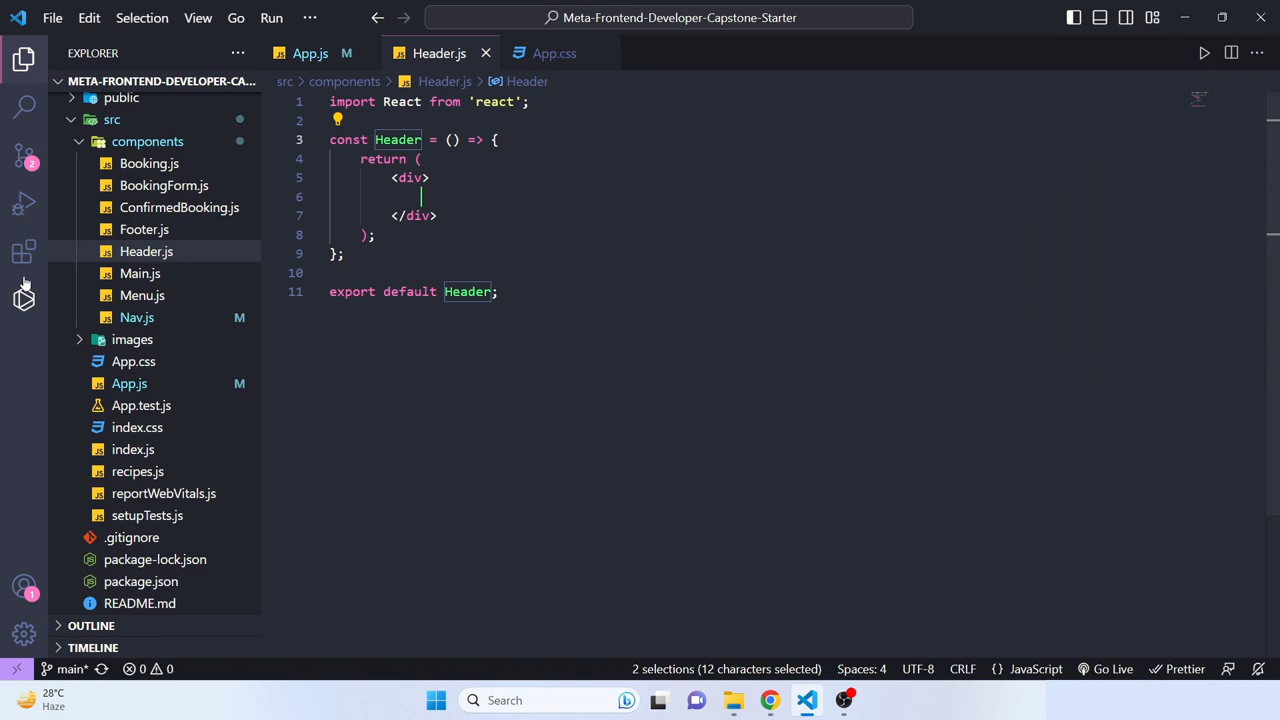 File Edit Selection View Go Run ···
Meta-Frontend-Developer-Capstone-Starter
EXPLORER
META-FRONTEND-DEVELOPER-CA...
public
src
components
Booking.js
BookingForm.js
ConfirmedBooking.js
Footer.js
Header.js
Main.js
Menu.js
Nav.js M
images
App.css
App.js M
App.test.js
index.css
index.js
recipes.js
reportWebVitals.js
setupTests.js
.gitignore
package-lock.json
package.json
README.md
OUTLINE
TIMELINE
2
1
App.js M Header.js App.css
src > components > Header.js > Header
1 import React from 'react';
2
3 const Header = () => {
4 return (
5 <div>
6
7 </div>
8 );
9 };
10
11 export default Header;
main* 0 0 2 selections (12 characters selected) Spaces: 4 UTF-8 CRLF {} JavaScript Go Live Prettier
28°C
Haze
Search